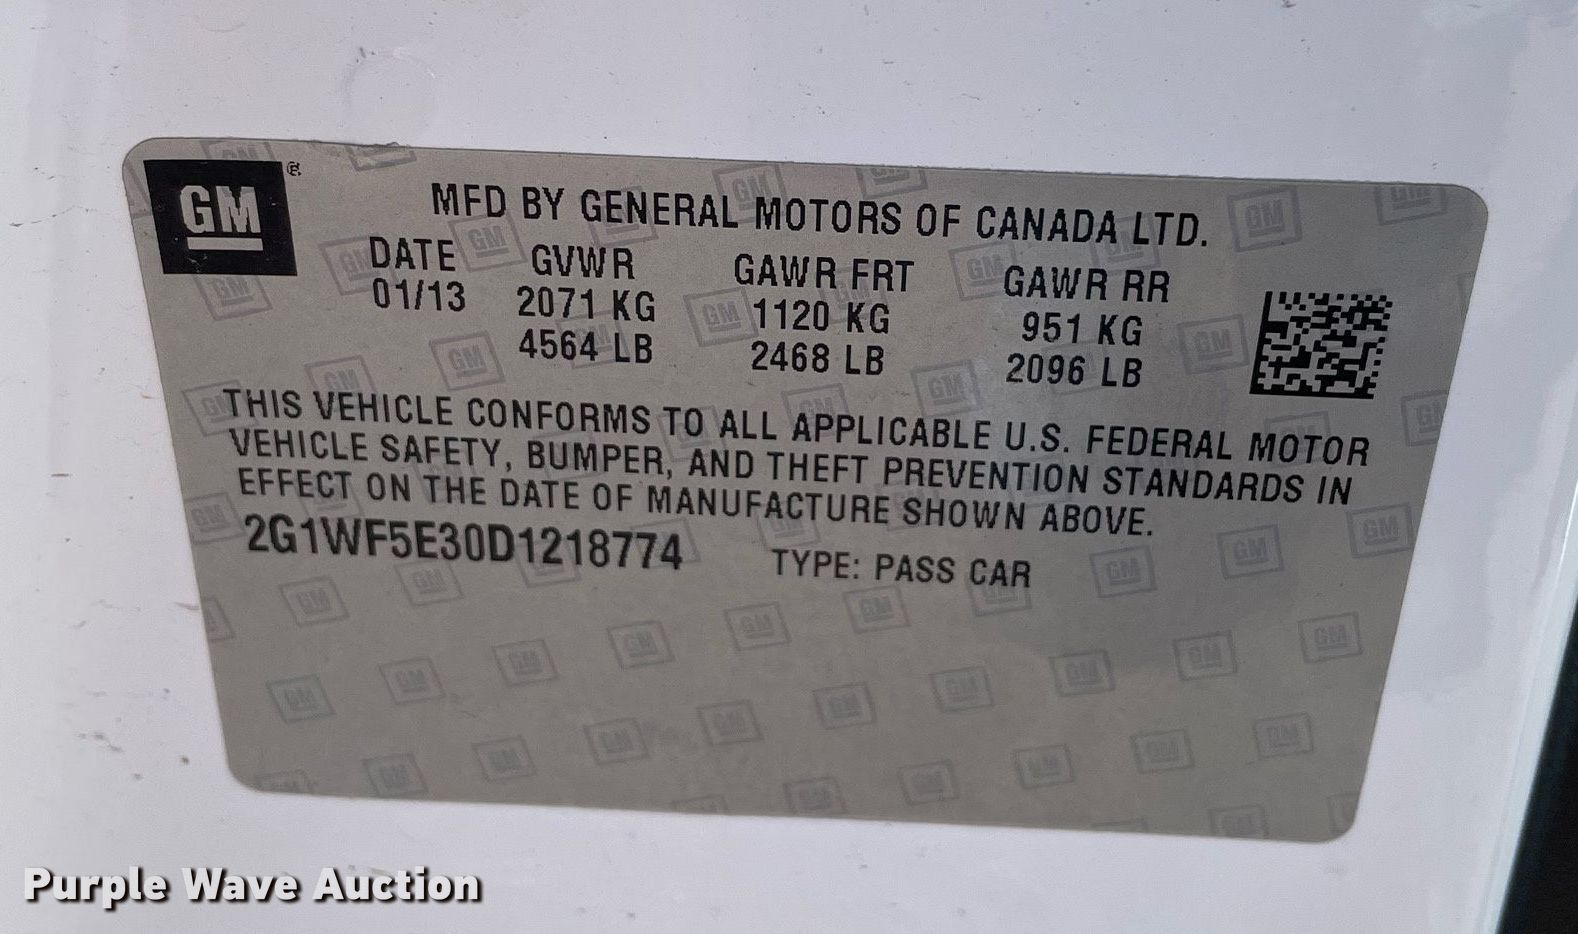 GM ®
MFD BY GENERAL MOTORS OF CANADA LTD.
DATE GVWR GAWR FRT GAWR RR
01/13 2071 KG 1120 KG 951 KG
4564 LB 2468 LB 2096 LB
THIS VEHICLE CONFORMS TO ALL APPLICABLE U.S. FEDERAL MOTOR
VEHICLE SAFETY, BUMPER, AND THEFT PREVENTION STANDARDS IN
EFFECT ON THE DATE OF MANUFACTURE SHOWN ABOVE.
2G1WF5E30D1218774 TYPE: PASS CAR
Purple Wave Auction